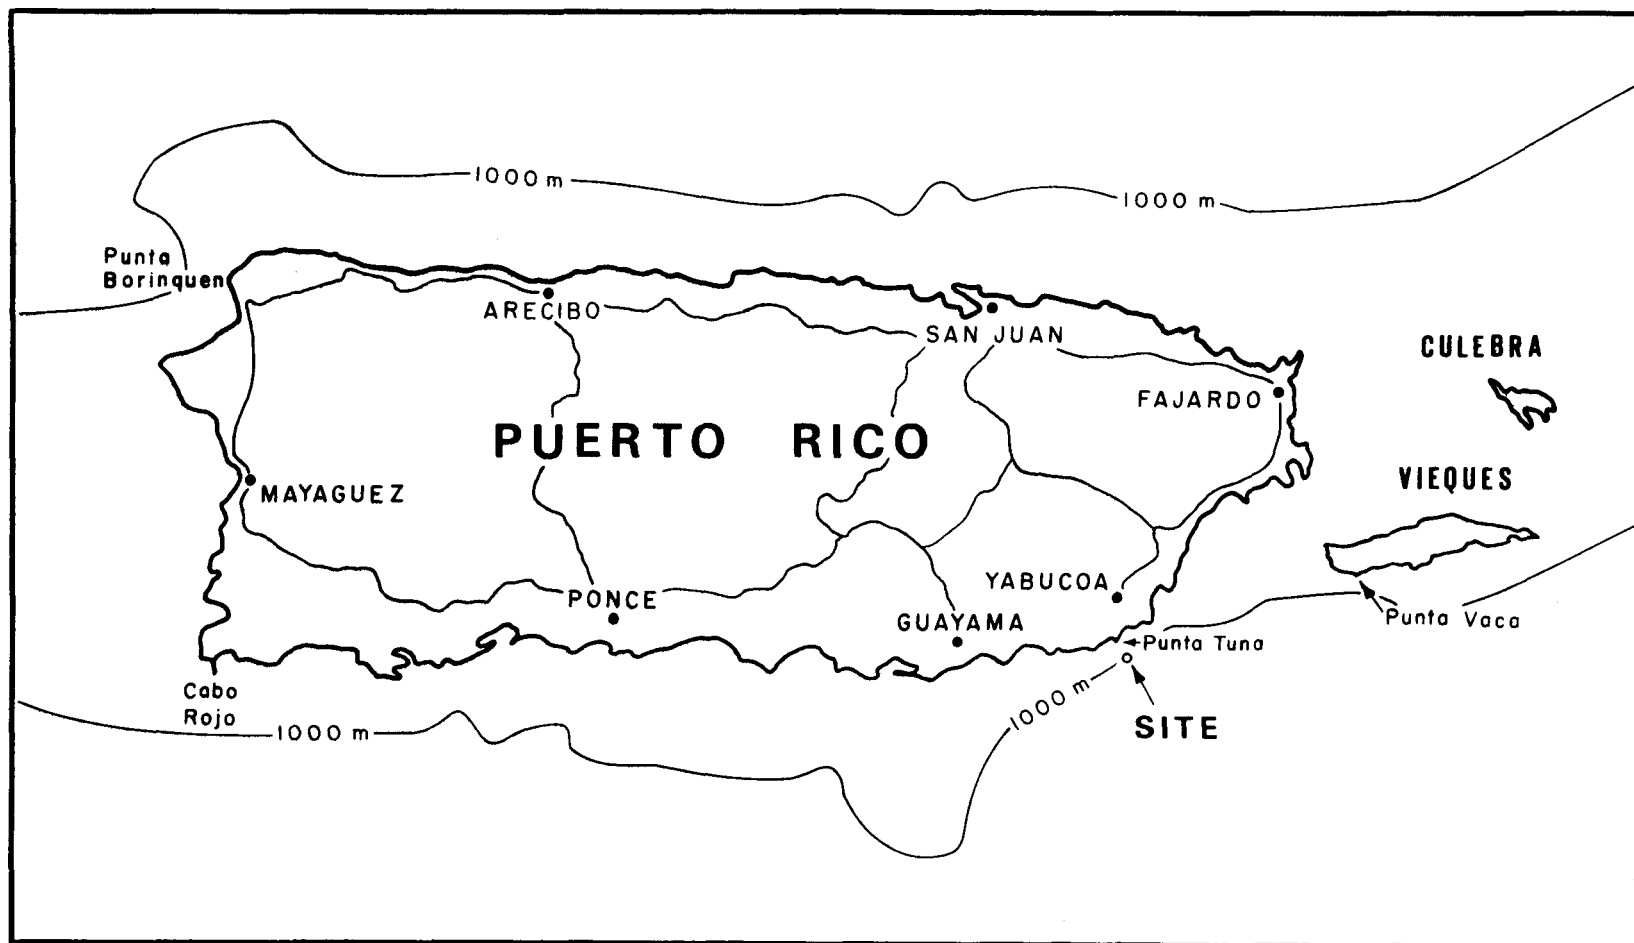 1000 m
1000 m
Punta
Borinquen
ARECIBO
SAN JUAN
CULEBRA
FAJARDO
PUERTO RICO
VIEQUES
MAYAGUEZ
YABUCOA
PONCE
GUAYAMA
Punta Vaca
Punta Tuna
Cabo
Rojo
1000 m
1000 m
SITE